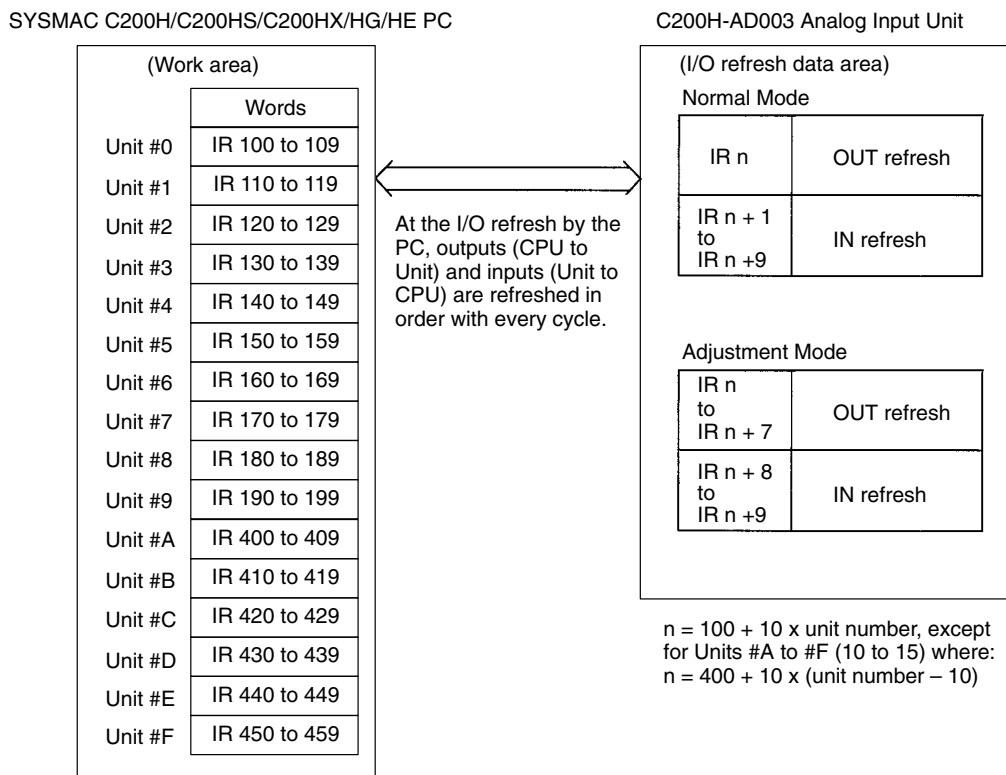 SYSMAC C200H/C200HS/C200HX/HG/HE PC
(Work area)
Words
Unit #0 IR 100 to 109
Unit #1 IR 110 to 119
Unit #2 IR 120 to 129
Unit #3 IR 130 to 139
Unit #4 IR 140 to 149
Unit #5 IR 150 to 159
Unit #6 IR 160 to 169
Unit #7 IR 170 to 179
Unit #8 IR 180 to 189
Unit #9 IR 190 to 199
Unit #A IR 400 to 409
Unit #B IR 410 to 419
Unit #C IR 420 to 429
Unit #D IR 430 to 439
Unit #E IR 440 to 449
Unit #F IR 450 to 459
At the I/O refresh by the
PC, outputs (CPU to
Unit) and inputs (Unit to
CPU) are refreshed in
order with every cycle.
C200H-AD003 Analog Input Unit
(I/O refresh data area)
Normal Mode
IR n OUT refresh
IR n + 1
to
IR n +9
IN refresh
Adjustment Mode
IR n
to
IR n + 7
OUT refresh
IR n + 8
to
IR n +9
IN refresh
n = 100 + 10 x unit number, except
for Units #A to #F (10 to 15) where:
n = 400 + 10 x (unit number – 10)